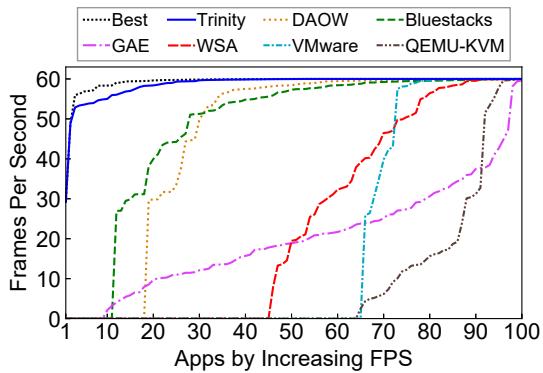 Best Trinity DAOW Bluestacks
GAE WSA VMware QEMU-KVM
Frames Per Second
60
50
40
30
20
10
0
1 10 20 30 40 50 60 70 80 90 100
Apps by Increasing FPS